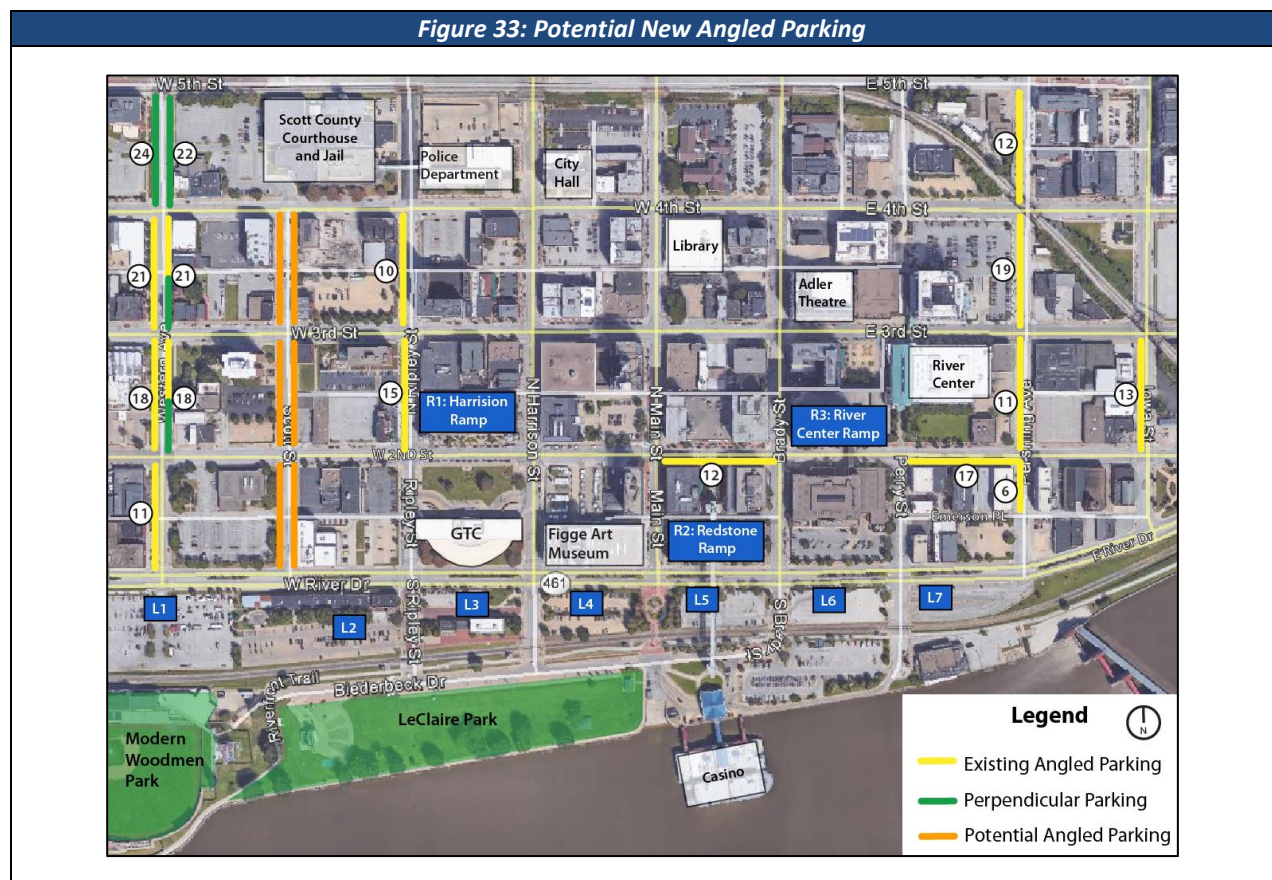 Figure 33: Potential New Angled Parking
W 5th St
E 5th St
Scott County
Courthouse
and Jail
Police
Department
City
Hall
24
22
12
W 4th St
E 4th St
Library
Adler
Theatre
21
21
10
19
Western Ave
W 3rd St
N Ripley St
E 3rd St
River
Center
18
18
15
R1: Harrision
Ramp
N Harrison St
N Main St
Brady St
R3: River
Center Ramp
11
Pershing Ave
13
Iowa St
Scott St
W 2ND St
12
17
6
Perry St
Emerson PL
11
Ripley St
GTC
Figge Art
Museum
Main St
R2: Redstone
Ramp
E River Dr
W River Dr
461
L1
L2
S Ripley St
L3
L4
L5
S Brady St
L6
L7
Riverfront Trail
Biederbeck Dr
LeClaire Park
Modern
Woodmen
Park
Casino
Legend
N
Existing Angled Parking
Perpendicular Parking
Potential Angled Parking